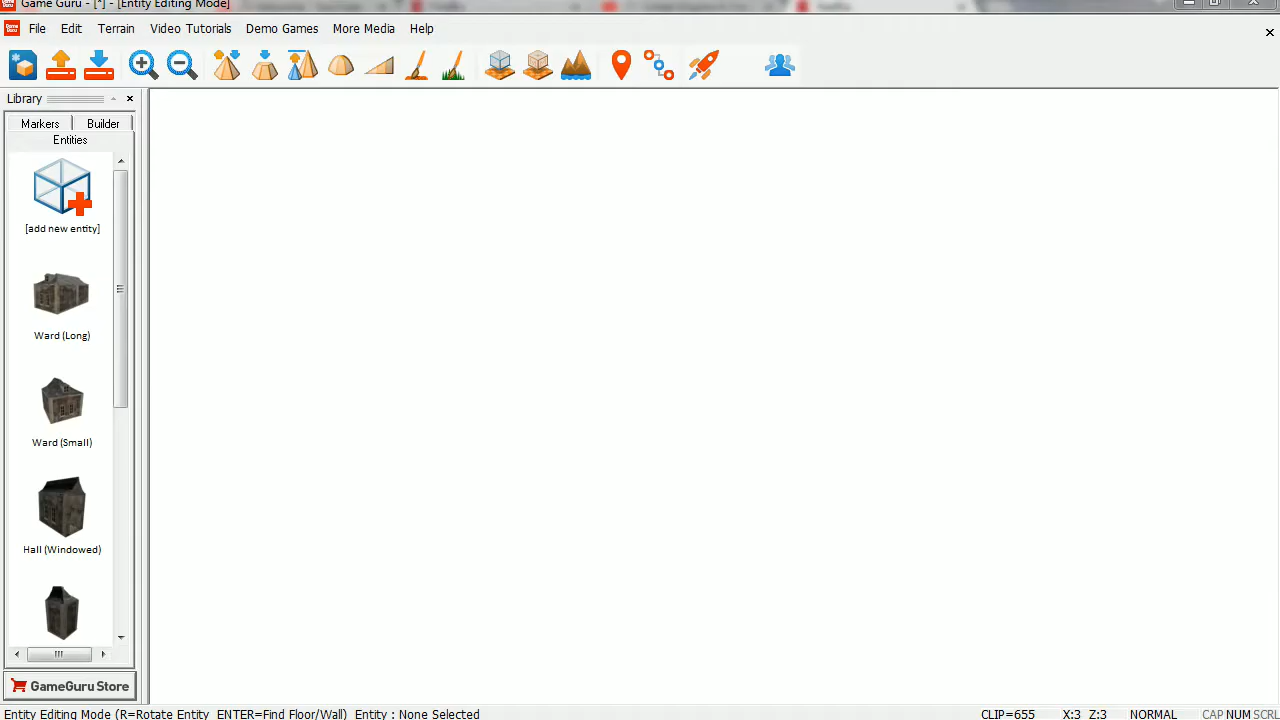 Game Guru - [*] - [Entity Editing Mode]
Game Guru File Edit Terrain Video Tutorials Demo Games More Media Help
Library
Markers Builder
Entities
[add new entity]
Ward (Long)
Ward (Small)
Hall (Windowed)
GameGuru Store
Entity Editing Mode (R=Rotate Entity ENTER=Find Floor/Wall) Entity : None Selected CLIP=655 X:3 Z:3 NORMAL CAP NUM SCRL